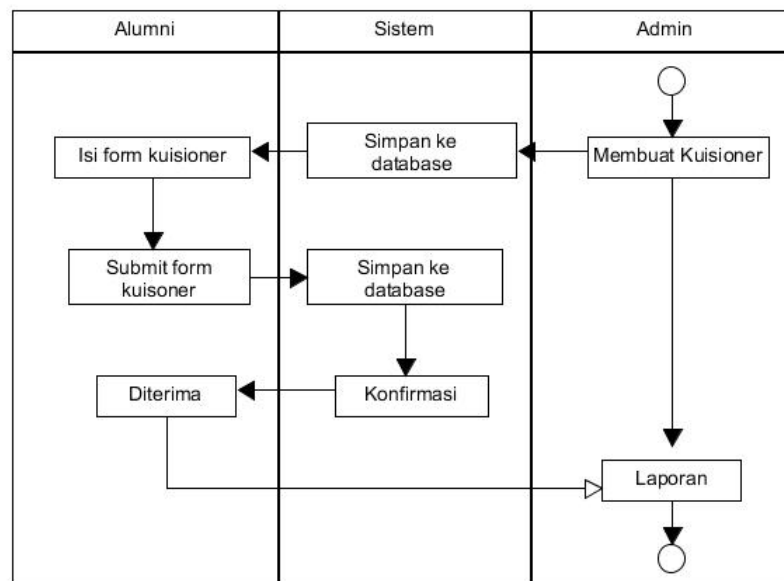 Alumni
Sistem
Admin
Isi form kuisioner
Simpan ke
database
Membuat Kuisioner
Submit form
kuisoner
Simpan ke
database
Diterima
Konfirmasi
Laporan